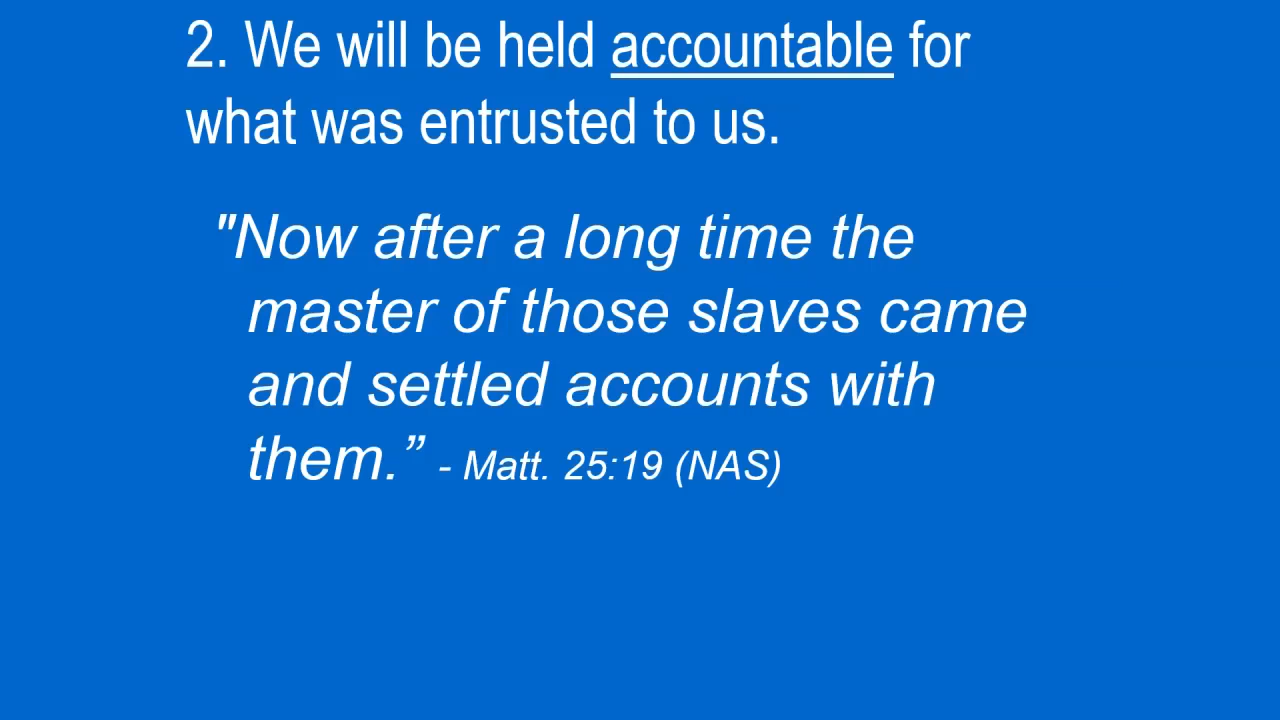 2. We will be held accountable for
what was entrusted to us.
"Now after a long time the
master of those slaves came
and settled accounts with
them.” - Matt. 25:19 (NAS)